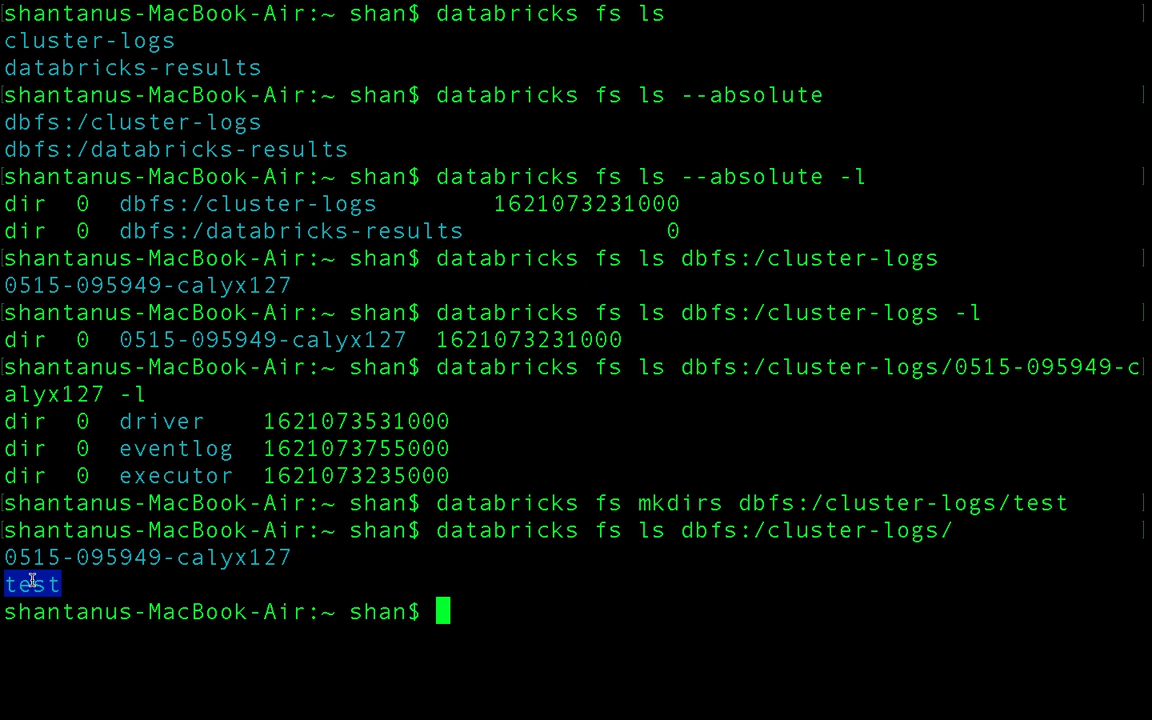 shantanus-MacBook-Air:~ shan$ databricks fs ls
cluster-logs
databricks-results
shantanus-MacBook-Air:~ shan$ databricks fs ls --absolute
dbfs:/cluster-logs
dbfs:/databricks-results
shantanus-MacBook-Air:~ shan$ databricks fs ls --absolute -l
dir  0  dbfs:/cluster-logs        1621073231000
dir  0  dbfs:/databricks-results              0
shantanus-MacBook-Air:~ shan$ databricks fs ls dbfs:/cluster-logs
0515-095949-calyx127
shantanus-MacBook-Air:~ shan$ databricks fs ls dbfs:/cluster-logs -l
dir  0  0515-095949-calyx127  1621073231000
shantanus-MacBook-Air:~ shan$ databricks fs ls dbfs:/cluster-logs/0515-095949-c
alyx127 -l
dir  0  driver    1621073531000
dir  0  eventlog  1621073755000
dir  0  executor  1621073235000
shantanus-MacBook-Air:~ shan$ databricks fs mkdirs dbfs:/cluster-logs/test
shantanus-MacBook-Air:~ shan$ databricks fs ls dbfs:/cluster-logs/
0515-095949-calyx127
test
shantanus-MacBook-Air:~ shan$